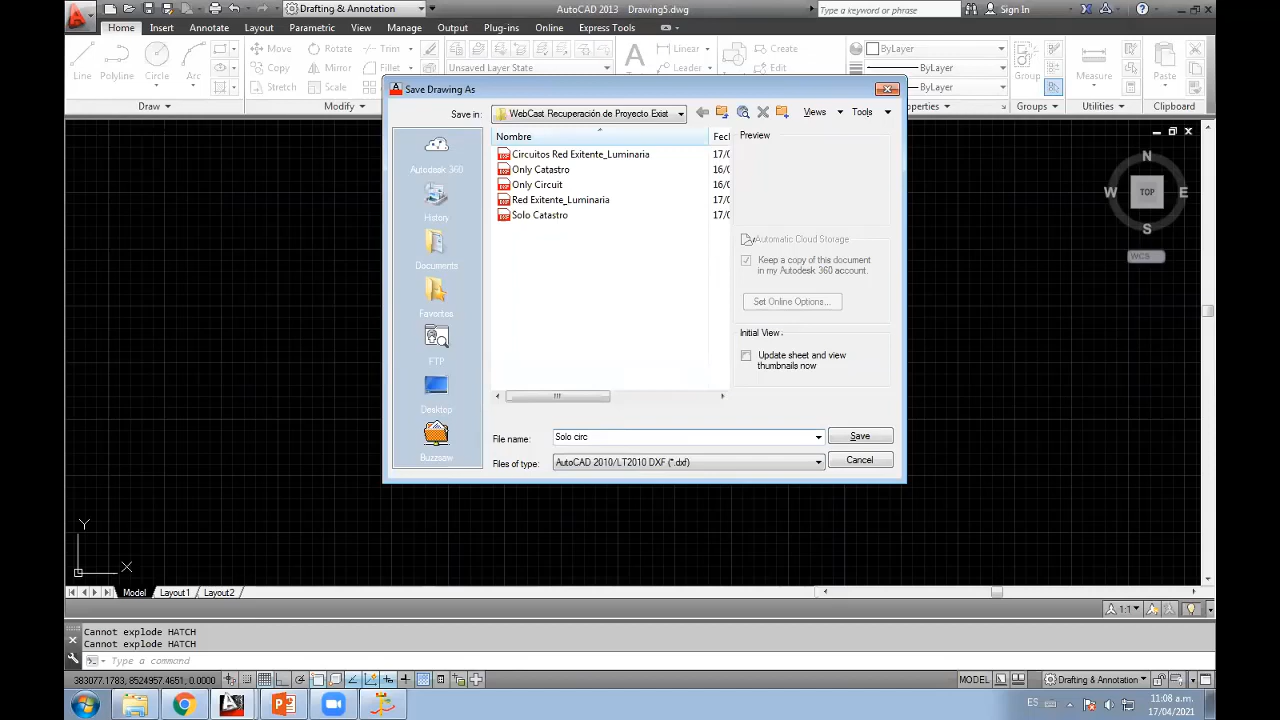 Drafting & Annotation
AutoCAD 2013 Drawing5.dwg
Type a keyword or phrase
Sign In
Home Insert Annotate Layout Parametric View Manage Output Plug-ins Online Express Tools
Move Rotate Trim Linear Create ByLayer
Line Polyline Circle Arc Copy Mirror Fillet Unsaved Layer State Leader Edit ByLayer Group Measure Paste
Stretch Scale ByLayer
Draw Modify Groups Utilities Clipboard
Save Drawing As
Save in: WebCast Recuperación de Proyecto Exist Views Tools
Nombre Fech
Preview
Circuitos Red Exitente_Luminaria 17/0
Only Catastro 16/0
Only Circuit 16/0
Red Exitente_Luminaria 17/0
Solo Catastro 17/0
Autodesk 360
History
Documents
Favorites
FTP
Desktop
Buzzsaw
Automatic Cloud Storage
Keep a copy of this document
in my Autodesk 360 account.
Set Online Options...
Initial View
Update sheet and view
thumbnails now
File name: Solo circ Save
Files of type: AutoCAD 2010/LT2010 DXF (*.dxf) Cancel
N
W TOP E
S
WCS
Y
X
Model Layout1 Layout2
1:1
Cannot explode HATCH
Cannot explode HATCH
Type a command
383077.1783, 8524957.4651, 0.0000
MODEL
Drafting & Annotation
ES
11:08 a.m.
17/04/2021